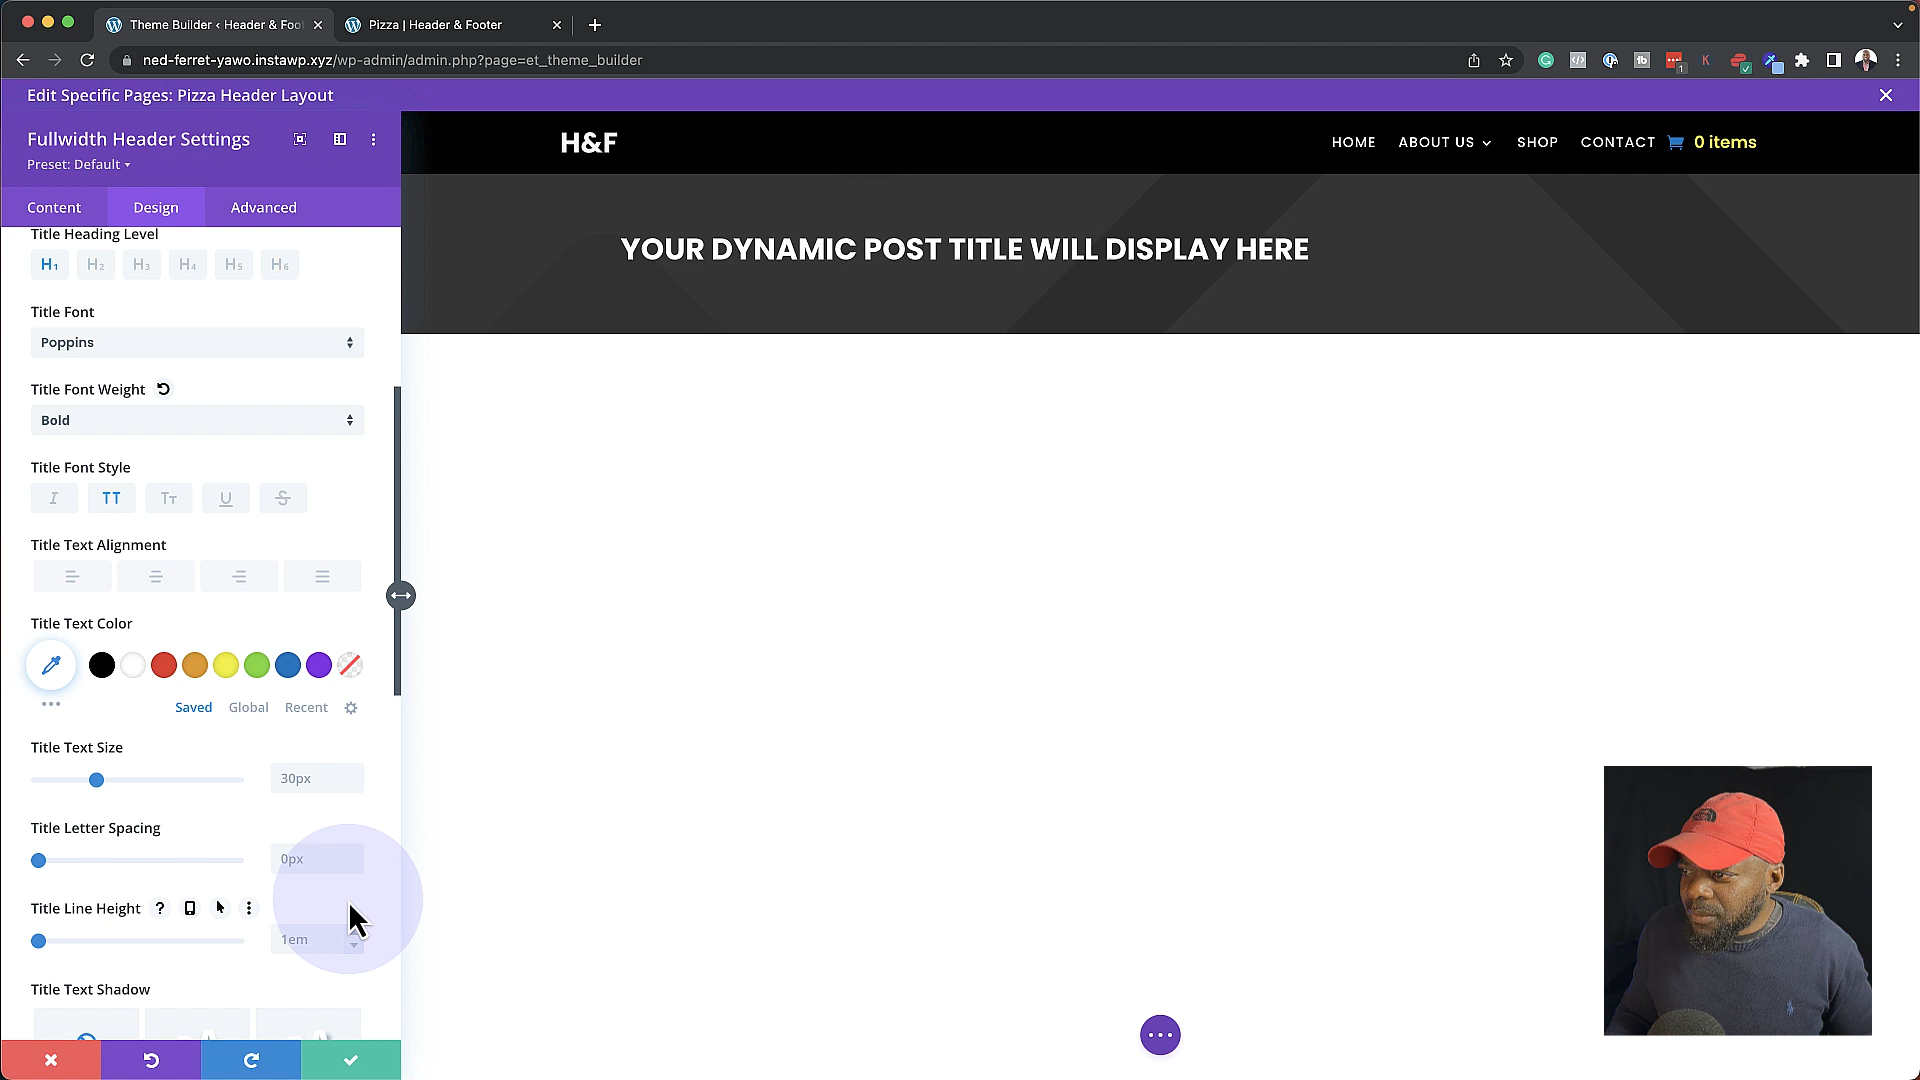 Theme Builder ‹ Header & Foo
Pizza | Header & Footer
ned-ferret-yawo.instawp.xyz/wp-admin/admin.php?page=et_theme_builder
Edit Specific Pages: Pizza Header Layout
Fullwidth Header Settings
Preset: Default
Content
Design
Advanced
H&F
HOME
ABOUT US
SHOP
CONTACT
0 items
YOUR DYNAMIC POST TITLE WILL DISPLAY HERE
Title Heading Level
H1 H2 H3 H4 H5 H6
Title Font
Poppins
Title Font Weight
Bold
Title Font Style
I TT Tт U S
Title Text Alignment
Title Text Color
Saved Global Recent
Title Text Size
30px
Title Letter Spacing
0px
Title Line Height ?
1em
Title Text Shadow